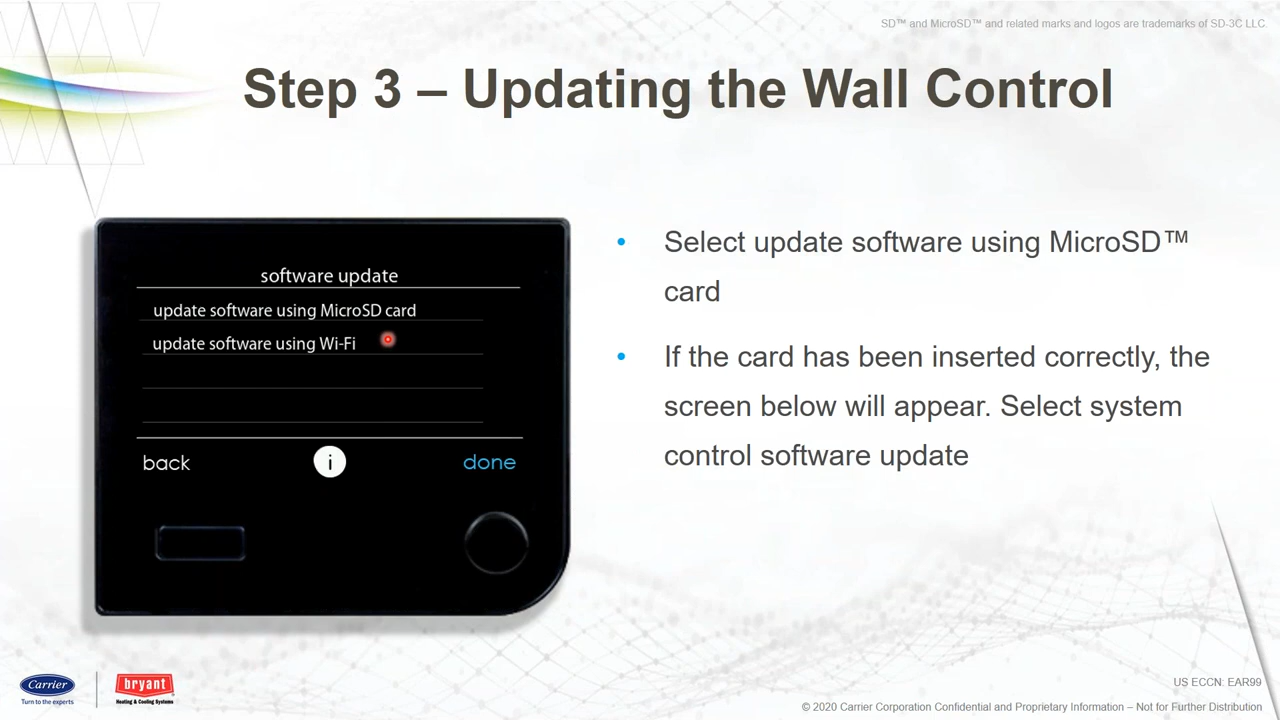 SD™ and MicroSD™ and related marks and logos are trademarks of SD-3C LLC
Step 3 – Updating the Wall Control
software update
update software using MicroSD card
update software using Wi-Fi
back
i
done
• Select update software using MicroSD™
card
• If the card has been inserted correctly, the
screen below will appear. Select system
control software update
Carrier
Turn to the experts
bryant
Heating & Cooling Systems
US ECCN: EAR99
© 2020 Carrier Corporation Confidential and Proprietary Information – Not for Further Distribution